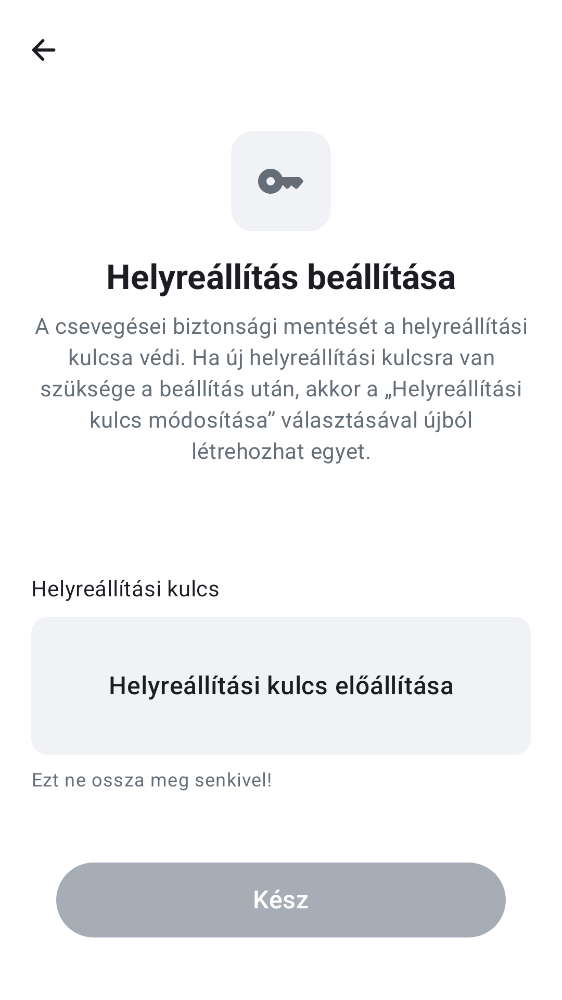 Helyreállítás beállítása
A csevegései biztonsági mentését a helyreállítási
kulcsa védi. Ha új helyreállítási kulcsra van
szüksége a beállítás után, akkor a „Helyreállítási
kulcs módosítása” választásával újból
létrehozhat egyet.
Helyreállítási kulcs
Helyreállítási kulcs előállítása
Ezt ne ossza meg senkivel!
Kész